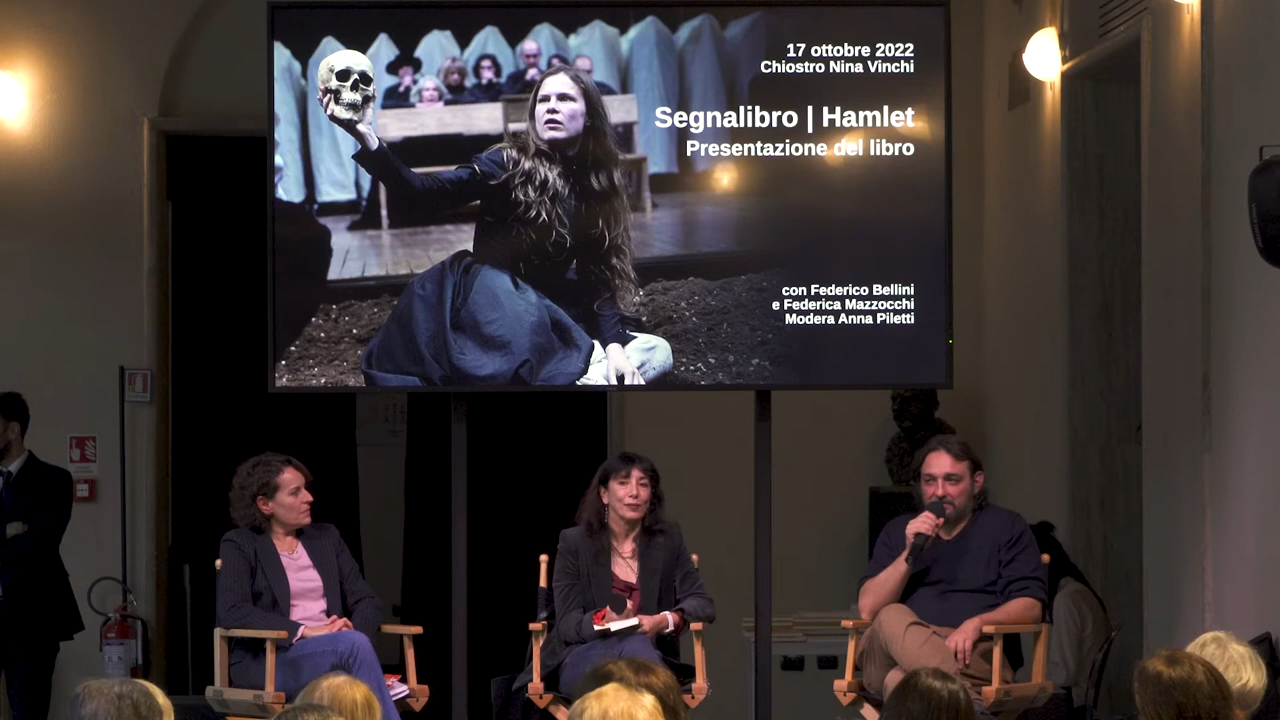 17 ottobre 2022
Chiostro Nina Vinchi
Segnalibro | Hamlet
Presentazione del libro
con Federico Bellini
e Federica Mazzocchi
Modera Anna Piletti